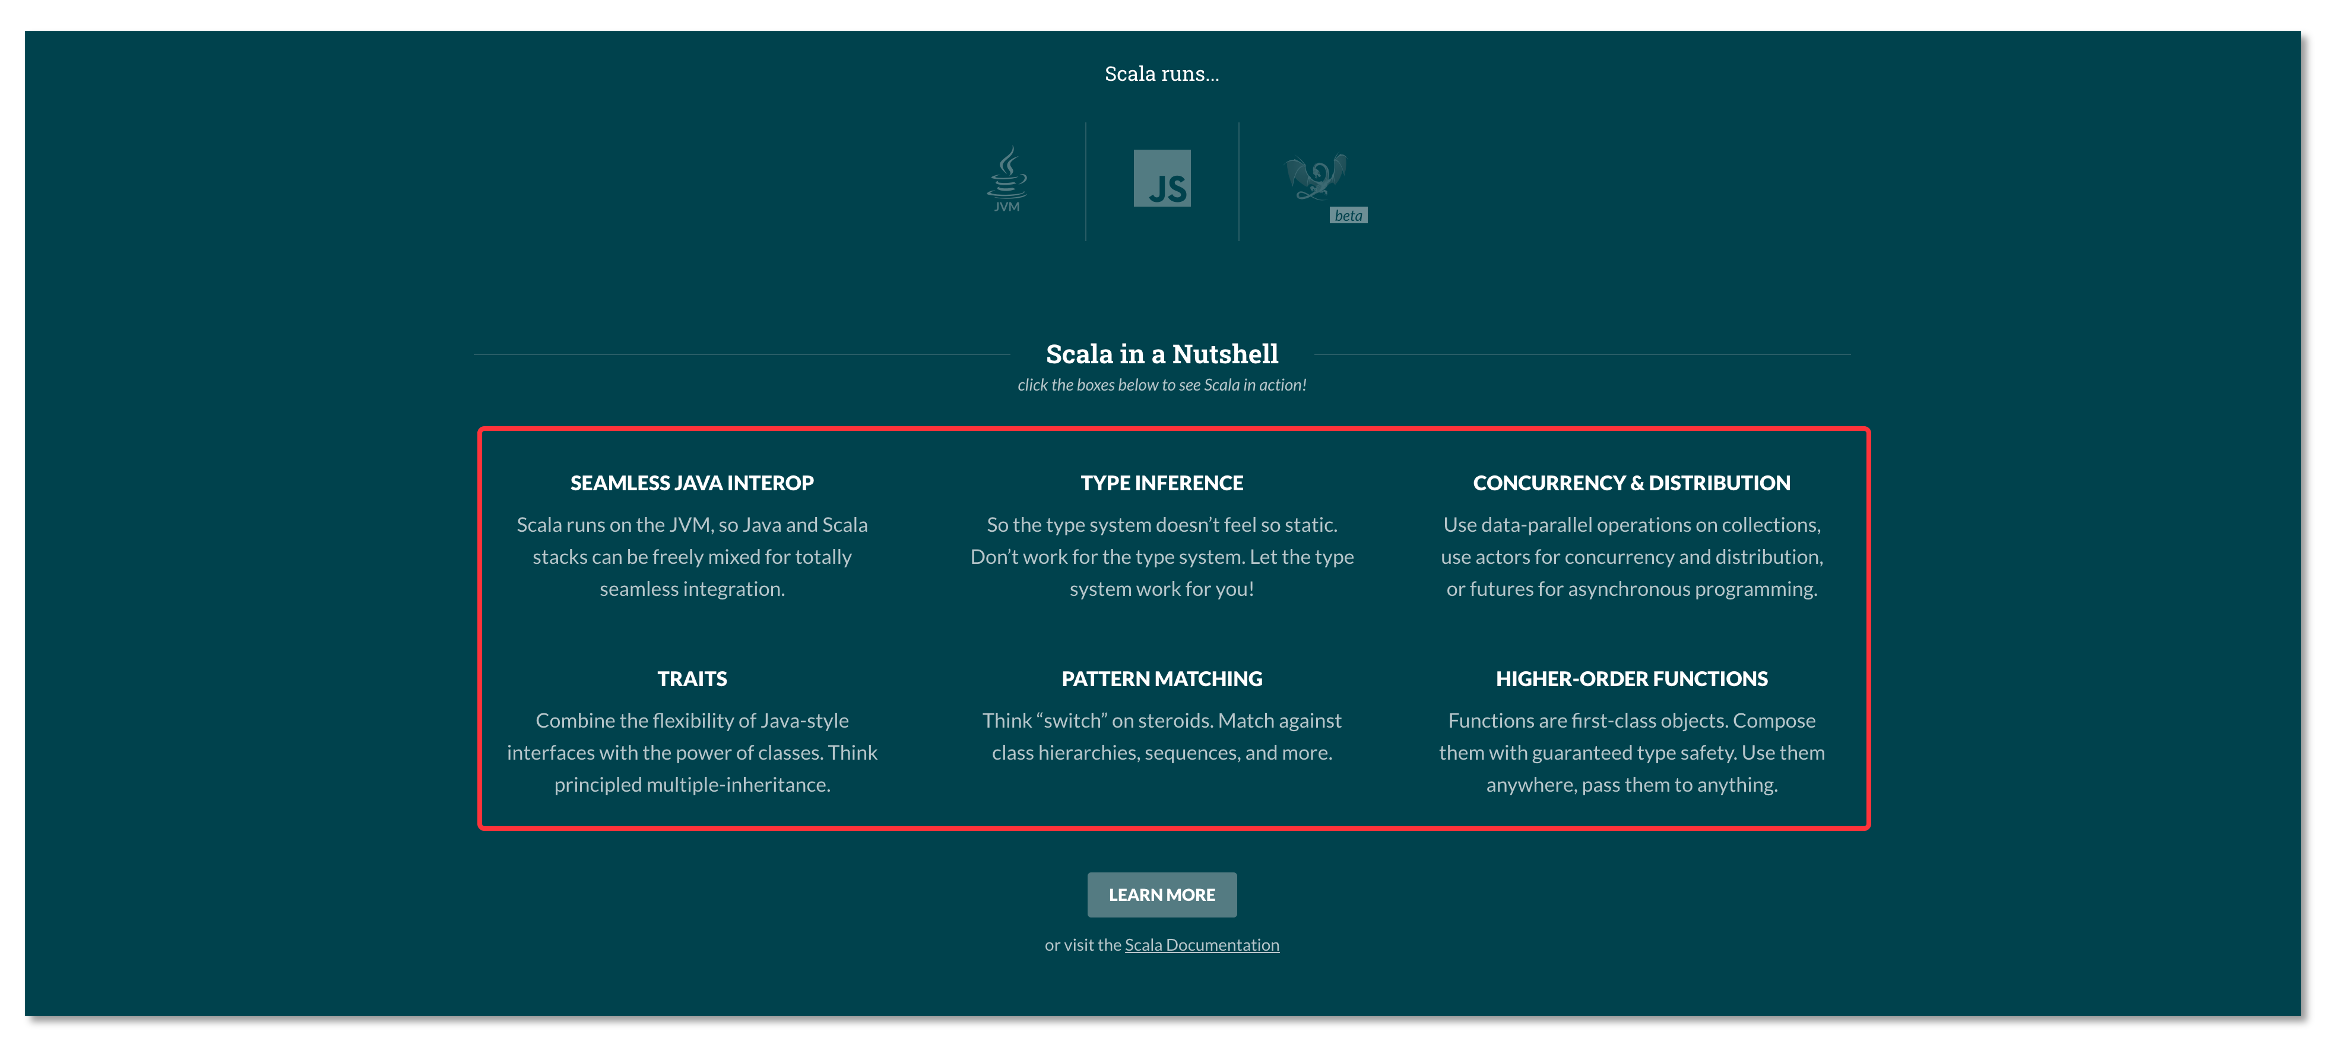 Scala runs...
JVM
JS
beta
Scala in a Nutshell
click the boxes below to see Scala in action!
SEAMLESS JAVA INTEROP
Scala runs on the JVM, so Java and Scala
stacks can be freely mixed for totally
seamless integration.
TYPE INFERENCE
So the type system doesn’t feel so static.
Don’t work for the type system. Let the type
system work for you!
CONCURRENCY & DISTRIBUTION
Use data-parallel operations on collections,
use actors for concurrency and distribution,
or futures for asynchronous programming.
TRAITS
Combine the flexibility of Java-style
interfaces with the power of classes. Think
principled multiple-inheritance.
PATTERN MATCHING
Think “switch” on steroids. Match against
class hierarchies, sequences, and more.
HIGHER-ORDER FUNCTIONS
Functions are first-class objects. Compose
them with guaranteed type safety. Use them
anywhere, pass them to anything.
LEARN MORE
or visit the Scala Documentation